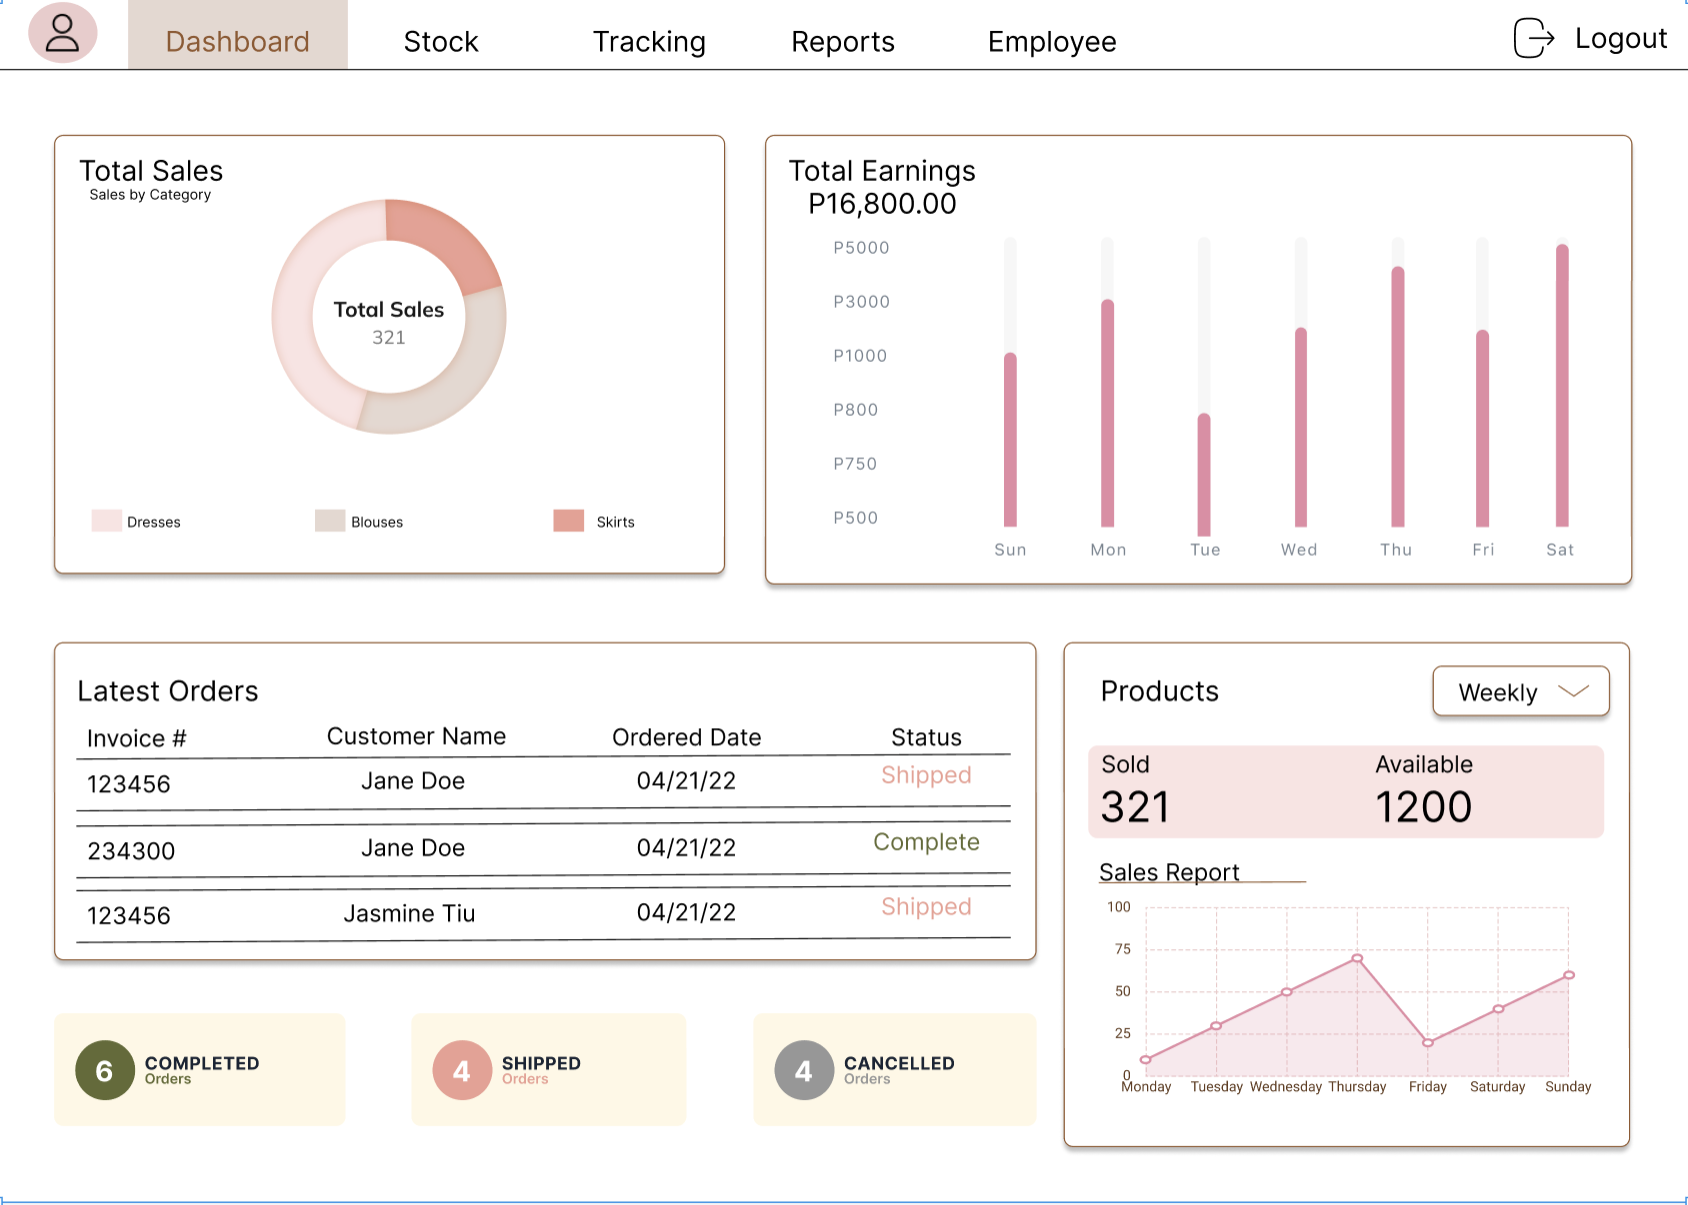 Dashboard Stock Tracking Reports Employee Logout
Total Sales
Sales by Category
Total Sales
321
Dresses Blouses Skirts
Total Earnings
P16,800.00
P5000
P3000
P1000
P800
P750
P500
Sun Mon Tue Wed Thu Fri Sat
Latest Orders
Invoice # Customer Name Ordered Date Status
123456 Jane Doe 04/21/22 Shipped
234300 Jane Doe 04/21/22 Complete
123456 Jasmine Tiu 04/21/22 Shipped
6 COMPLETED
Orders
4 SHIPPED
Orders
4 CANCELLED
Orders
Products Weekly
Sold Available
321 1200
Sales Report
100
75
50
25
0
Monday Tuesday Wednesday Thursday Friday Saturday Sunday